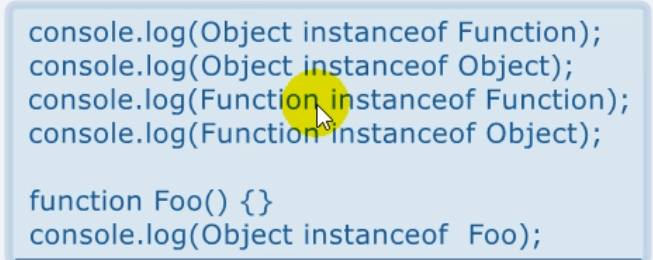 console.log(Object instanceof Function);
console.log(Object instanceof Object);
console.log(Function instanceof Function);
console.log(Function instanceof Object);
function Foo() {}
console.log(Object instanceof  Foo);